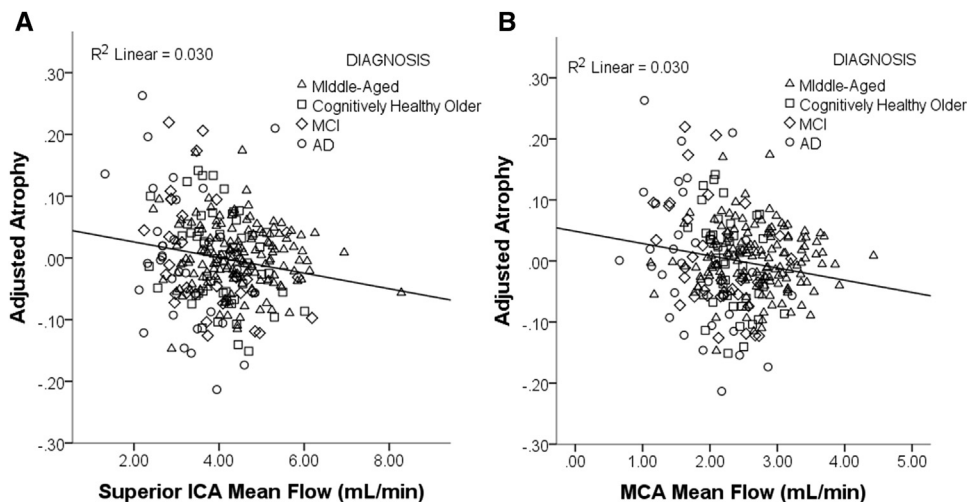 A
R² Linear = 0.030
DIAGNOSIS
MIddle-Aged
Cognitively Healthy Older
MCI
AD
Adjusted Atrophy
.30
.20
.10
.00
-.10
-.20
-.30
2.00 4.00 6.00 8.00
Superior ICA Mean Flow (mL/min)
B
R² Linear = 0.030
DIAGNOSIS
MIddle-Aged
Cognitively Healthy Older
MCI
AD
Adjusted Atrophy
.30
.20
.10
.00
-.10
-.20
-.30
.00 1.00 2.00 3.00 4.00 5.00
MCA Mean Flow (mL/min)